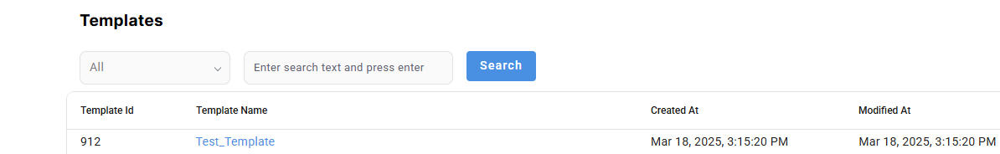 Templates
All Enter search text and press enter Search
Template Id Template Name Created At Modified At
912 Test_Template Mar 18, 2025, 3:15:20 PM Mar 18, 2025, 3:15:20 PM